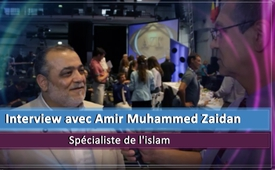 Interview avec Amir Muhammed Zaidan
Spécialiste de l'islam